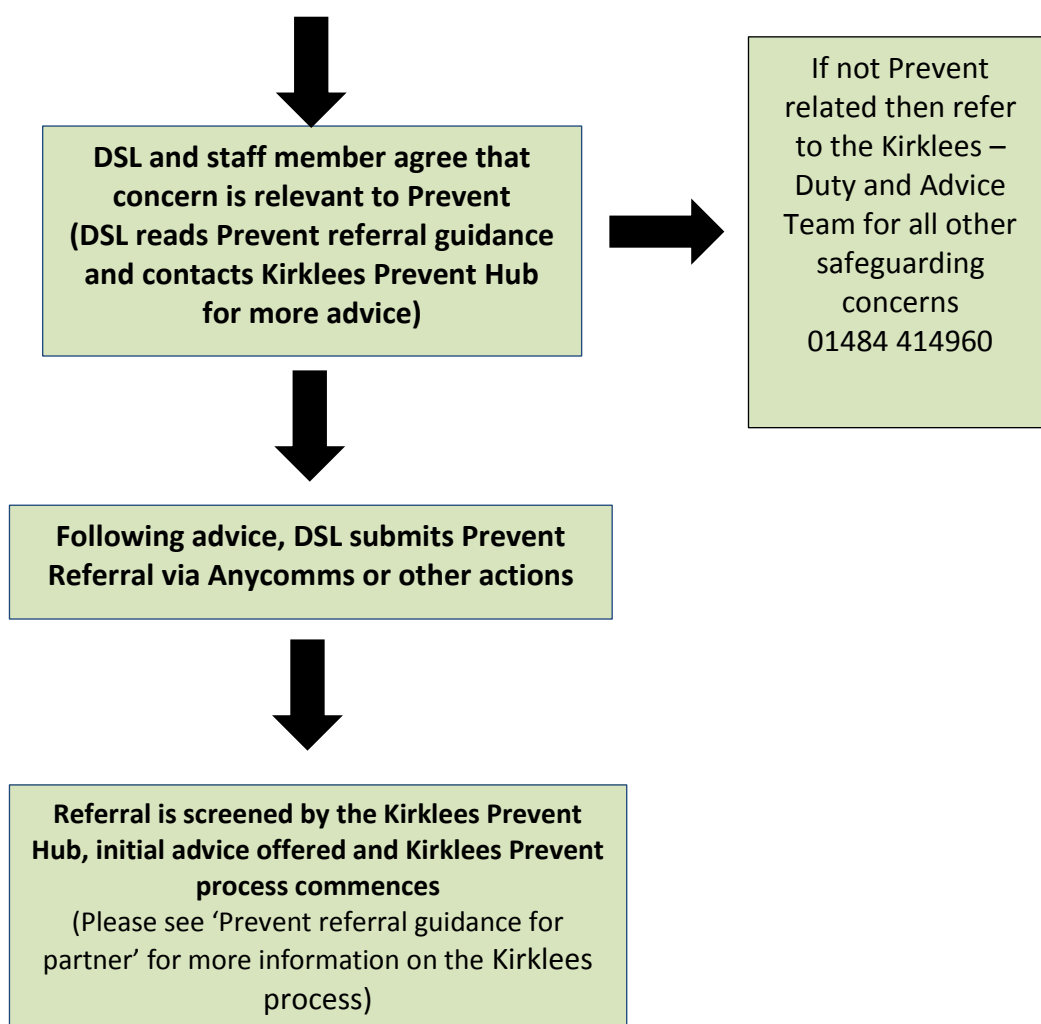 DSL and staff member agree that
concern is relevant to Prevent
(DSL reads Prevent referral guidance
and contacts Kirklees Prevent Hub
for more advice)
If not Prevent
related then refer
to the Kirklees –
Duty and Advice
Team for all other
safeguarding
concerns
01484 414960
Following advice, DSL submits Prevent
Referral via Anycomms or other actions
Referral is screened by the Kirklees Prevent
Hub, initial advice offered and Kirklees Prevent
process commences
(Please see ‘Prevent referral guidance for
partner’ for more information on the Kirklees
process)